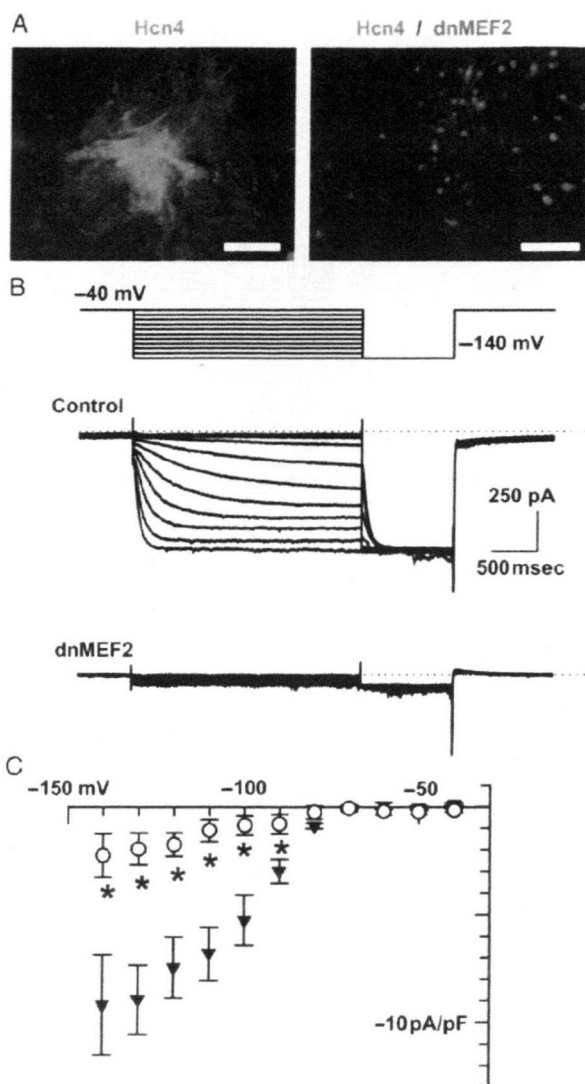 A
Hcn4
Hcn4 / dnMEF2
B
−40 mV
−140 mV
Control
250 pA
500 msec
dnMEF2
C
−150 mV
−100
−50
* * * * * *
−10 pA/pF